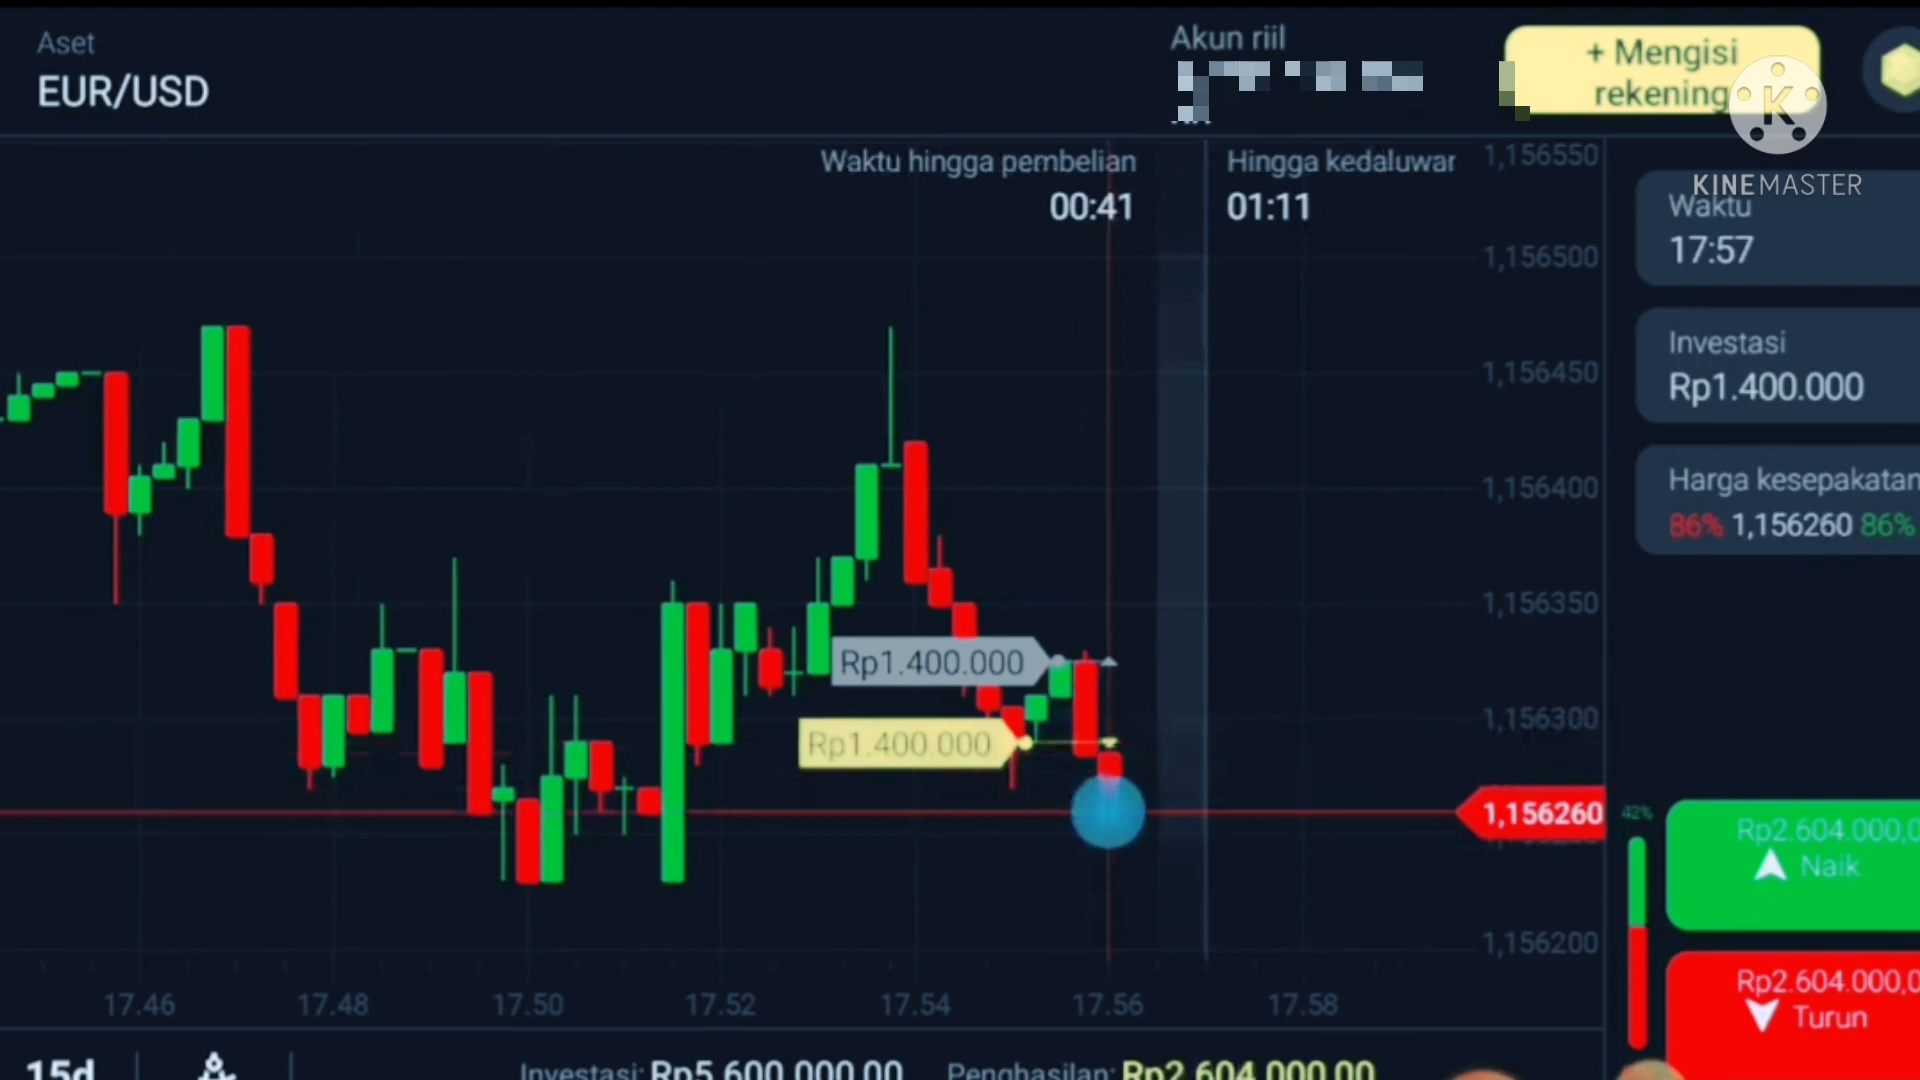 Aset
EUR/USD
Akun riil
+ Mengisi
rekening
KINEMASTER
Waktu hingga pembelian
00:41
Hingga kedaluwar
01:11
Waktu
17:57
Investasi
Rp1.400.000
Harga kesepakatan
86% 1,156260 86%
1,156550
1,156500
1,156450
1,156400
1,156350
1,156300
1,156260
1,156200
Rp1.400.000
Rp1.400.000
42%
Rp2.604.000,0
Naik
Rp2.604.000,0
Turun
17.46 17.48 17.50 17.52 17.54 17.56 17.58
15d
Investasi: Rp5.600.000,00 Penghasilan: Rp2.604.000,00